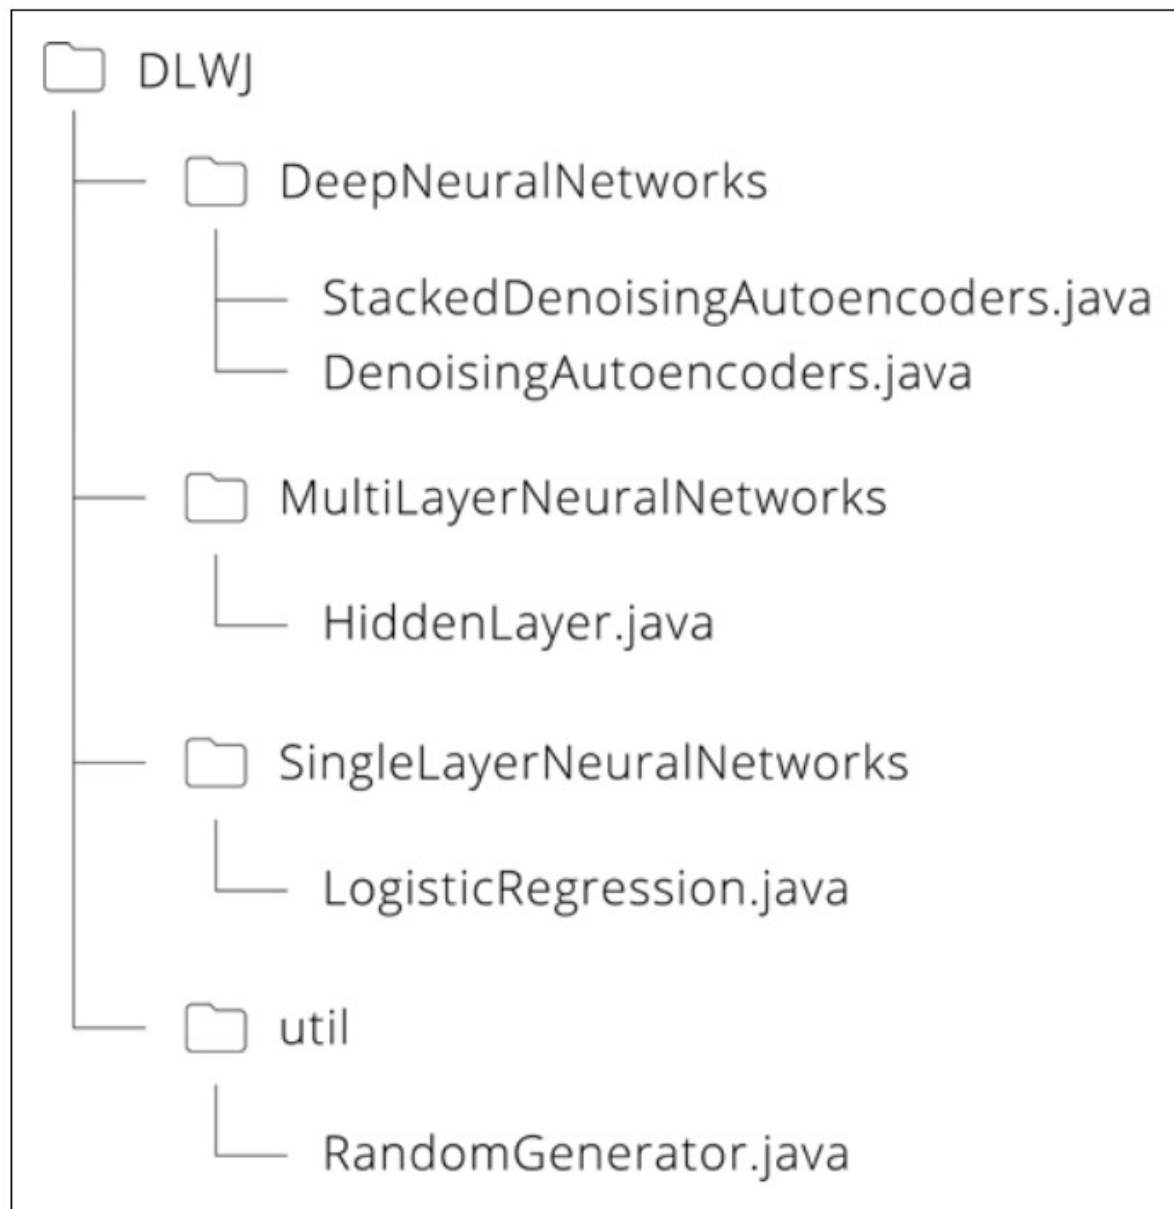 DLWJ
DeepNeuralNetworks
StackedDenoisingAutoencoders.java
DenoisingAutoencoders.java
MultiLayerNeuralNetworks
HiddenLayer.java
SingleLayerNeuralNetworks
LogisticRegression.java
util
RandomGenerator.java